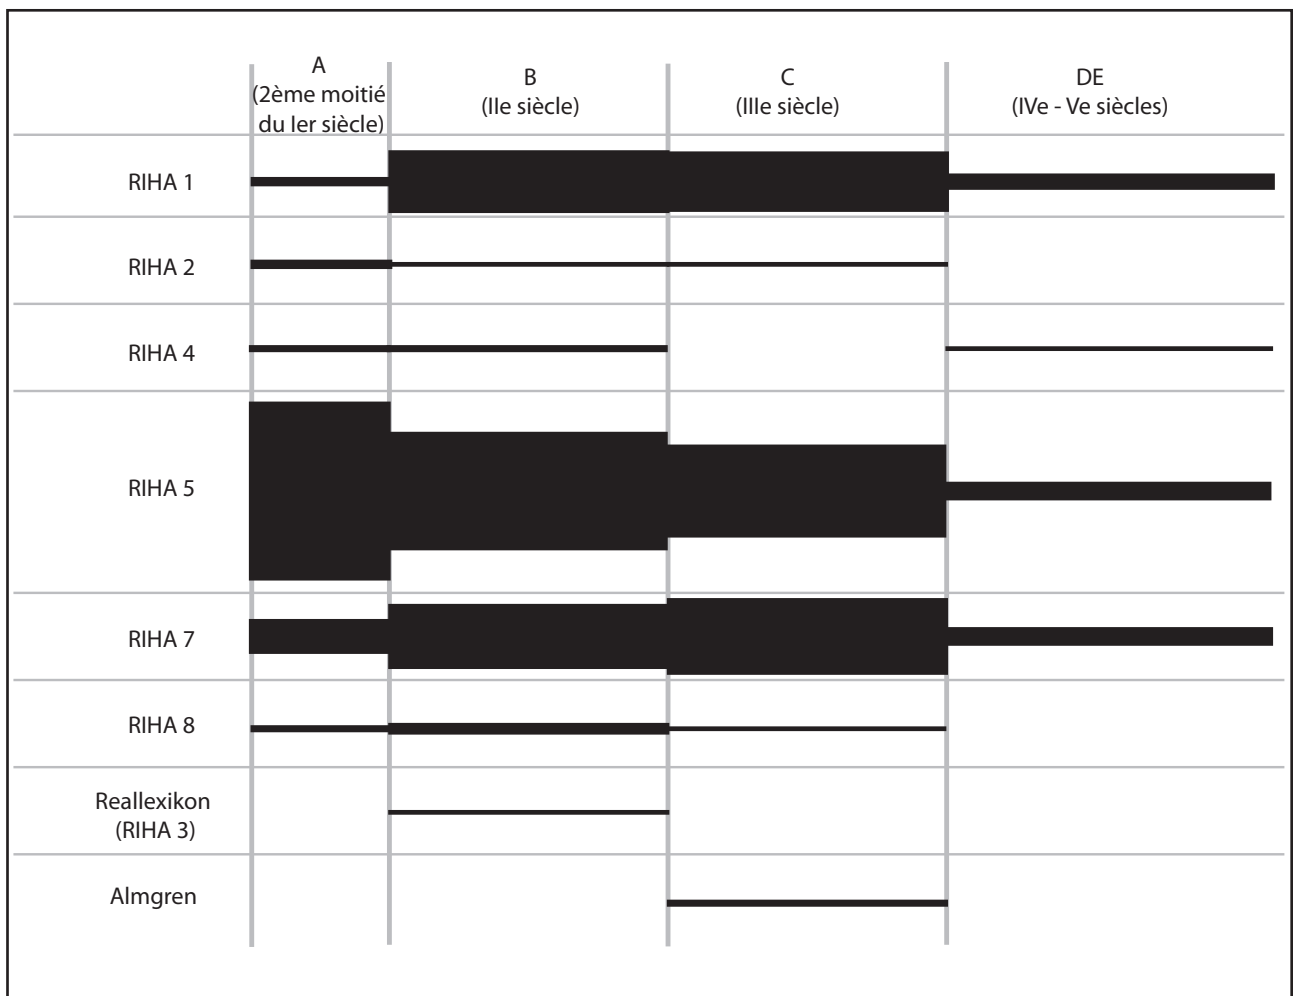 A
(2ème moitié
du Ier siècle)
B
(IIe siècle)
C
(IIIe siècle)
DE
(IVe - Ve siècles)
RIHA 1
RIHA 2
RIHA 4
RIHA 5
RIHA 7
RIHA 8
Reallexikon
(RIHA 3)
Almgren